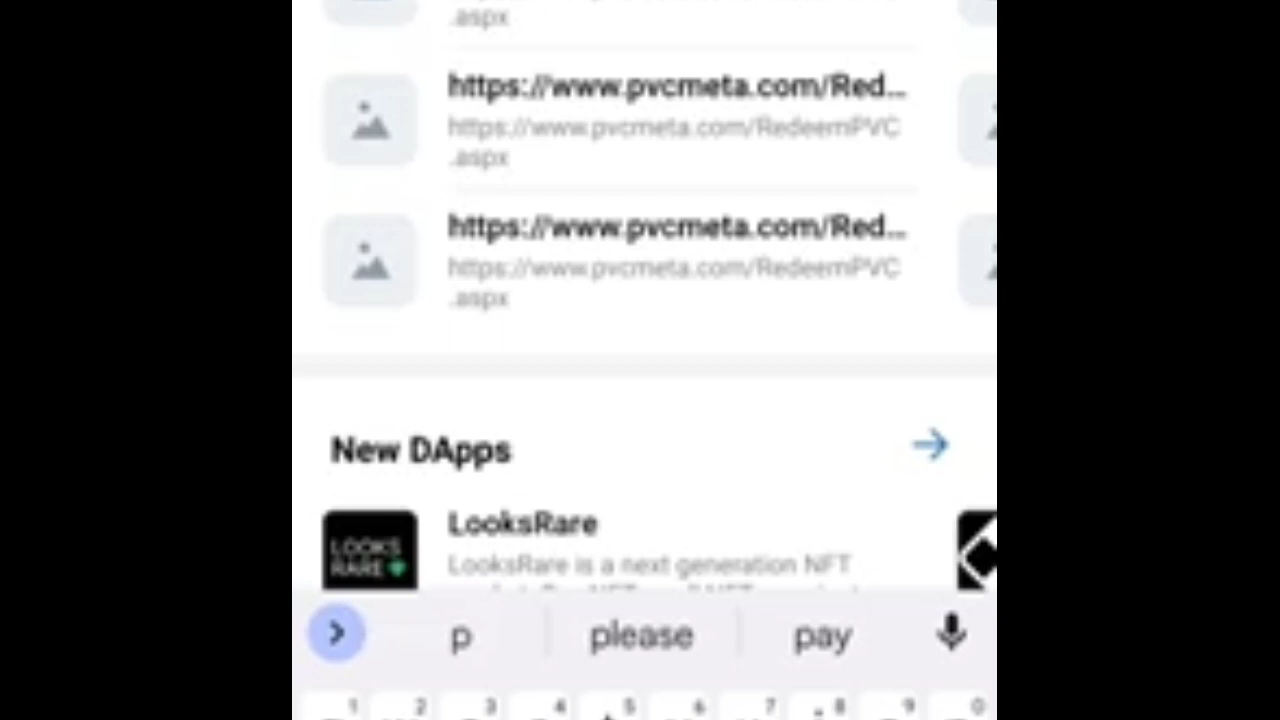 .aspx
https://www.pvcmeta.com/Red...
https://www.pvcmeta.com/RedeemPVC
.aspx
https://www.pvcmeta.com/Red...
https://www.pvcmeta.com/RedeemPVC
.aspx
New DApps
LooksRare
LOOKS
RARE
LooksRare is a next generation NFT
p please pay
1 2 3 4 5 6 7 8 9 0